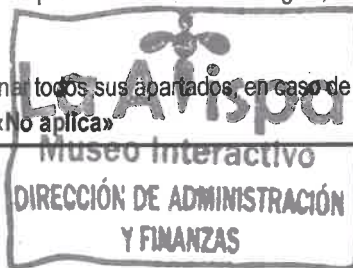 todos sus apartados, en caso de
«No aplica»
La Avispa
Museo Interactivo
DIRECCIÓN DE ADMINISTRACIÓN
Y FINANZAS